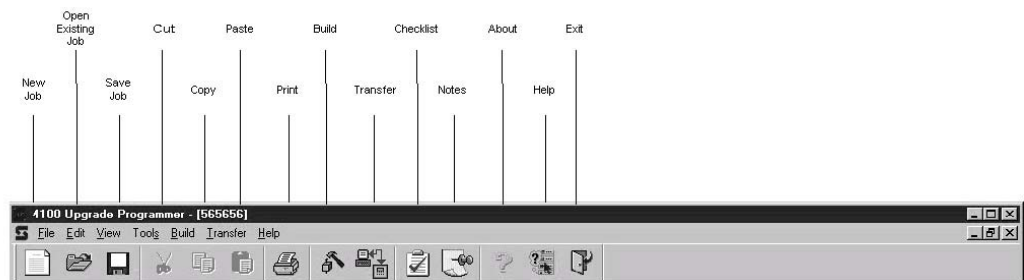 Open
Existing
Job
Cut
Paste
Build
Checklist
About
Exit
New
Job
Save
Job
Copy
Print
Transfer
Notes
Help
4100 Upgrade Programmer - [565656]
File Edit View Tools Build Transfer Help